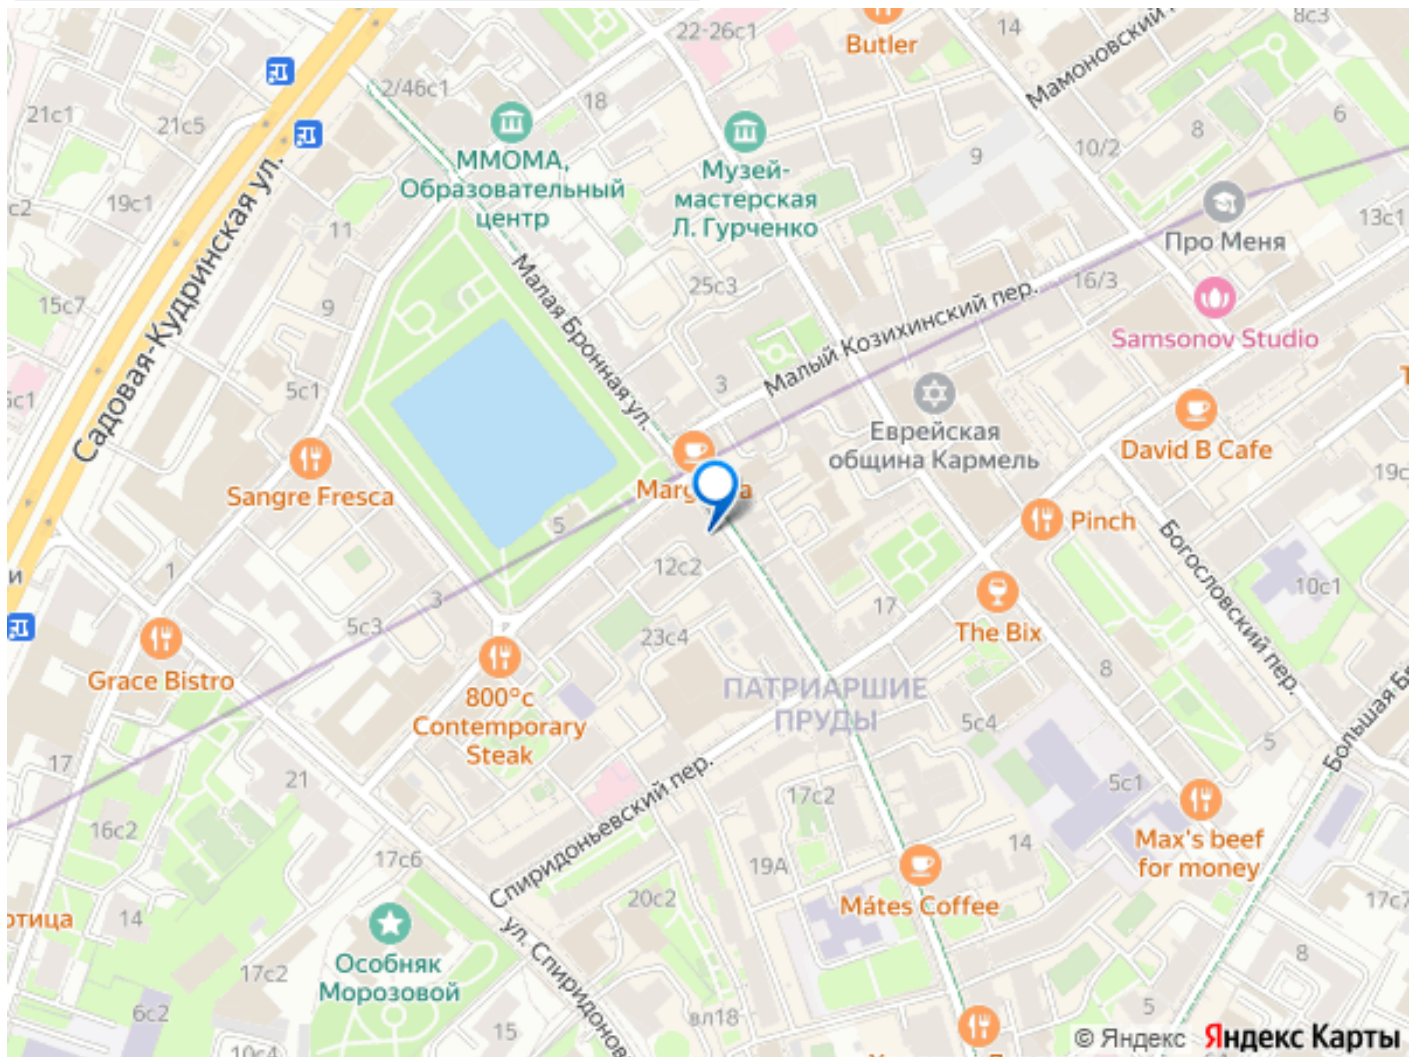 22-26с1
Butler
14
8с3
Мамоновский
2/46с1
18
21с1
21с5
ММОМА,
Образовательный
центр
Музей-
мастерская
Л. Гурченко
9
10/2
8
6
с2
19с1
11
Садовая-Кудринская ул.
Про Меня
13с1
15с7
9
Малая Бронная ул.
25с3
Малый Козихинский пер.
16/3
Samsonov Studio
5с1
3
Еврейская
община Кармель
David B Cafe
19с
Sangre Fresca
5
Pinch
Богословский пер.
и
1
12с2
10с1
3
5с3
17
The Bix
23с4
8
Grace Bistro
800°с
Contemporary
Steak
ПАТРИАРШИЕ
ПРУДЫ
5с4
5
Большая
17
21
Спиридоньевский пер.
17с2
5с1
16с2
17с6
19А
14
Max's beef
for money
20с2
Mátes Coffee
17с7
14
ул. Спиридоновка
8
Особняк
Морозовой
17с2
6с2
15
вл18
5
10с4
© Яндекс Яндекс Карты